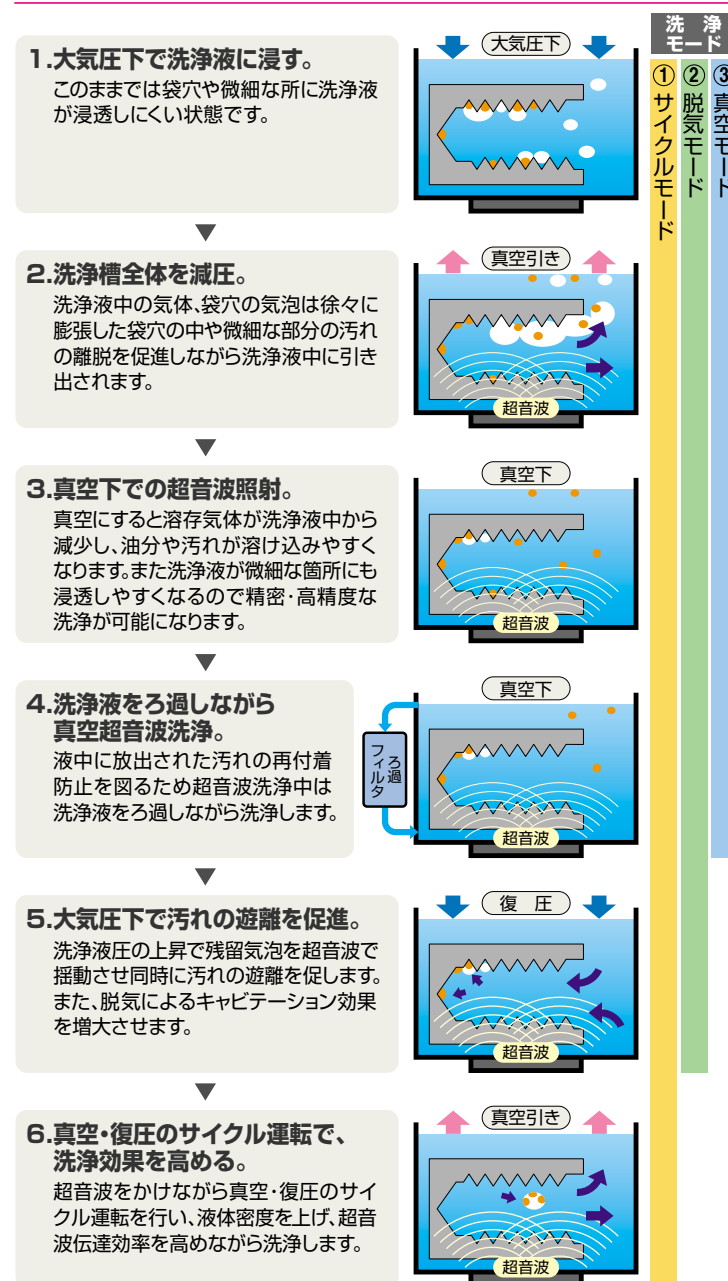 洗 浄
モード
①サイクルモード
②脱気モード
③真空モード
1.大気圧下で洗浄液に浸す。
このままでは袋穴や微細な所に洗浄液
が浸透しにくい状態です。
大気圧下
2.洗浄槽全体を減圧。
洗浄液中の気体、袋穴の気泡は徐々に
膨張した袋穴の中や微細な部分の汚れ
の離脱を促進しながら洗浄液中に引き
出されます。
真空引き
超音波
3.真空下での超音波照射。
真空にすると溶存気体が洗浄液中から
減少し、油分や汚れが溶け込みやすく
なります。また洗浄液が微細な箇所にも
浸透しやすくなるので精密・高精度な
洗浄が可能になります。
真空下
超音波
4.洗浄液をろ過しながら
真空超音波洗浄。
液中に放出された汚れの再付着
防止を図るため超音波洗浄中は
洗浄液をろ過しながら洗浄します。
真空下
ろ過
フィルタ
超音波
5.大気圧下で汚れの遊離を促進。
洗浄液圧の上昇で残留気泡を超音波で
揺動させ同時に汚れの遊離を促します。
また、脱気によるキャビテーション効果
を増大させます。
復 圧
超音波
6.真空・復圧のサイクル運転で、
洗浄効果を高める。
超音波をかけながら真空・復圧のサイ
クル運転を行い、液体密度を上げ、超音
波伝達効率を高めながら洗浄します。
真空引き
超音波